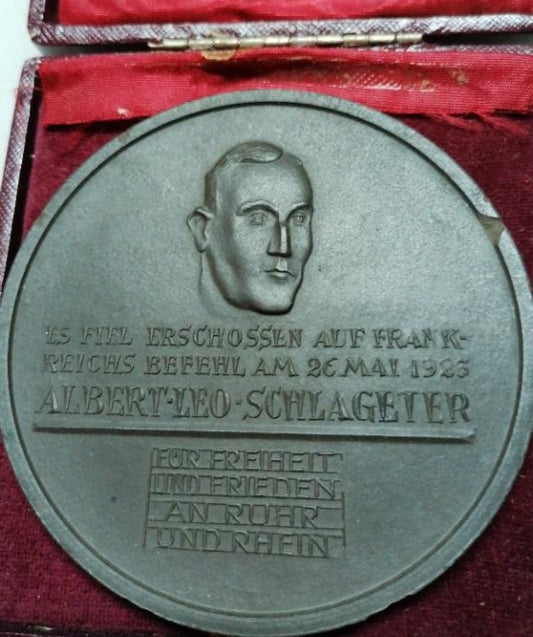 ES FIEL ERSCHOSSEN AUF FRANK-
REICHS BEFEHL AM 26.MAI 1923
ALBERT·LEO·SCHLAGETER
FÜR FREIHEIT
UND FRIEDEN
AN RUHR
UND RHEIN